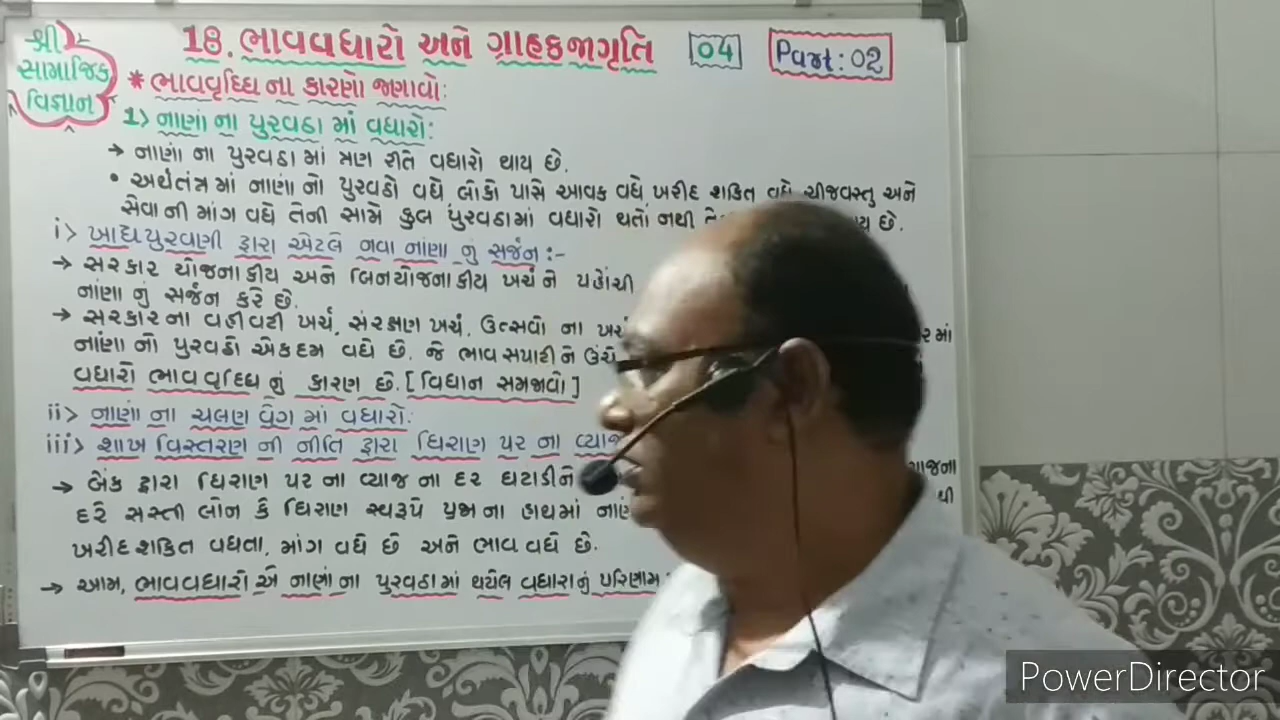 શ્રી
સામાજિક
વિજ્ઞાન
18. ભાવવધારો અને ગ્રાહકજાગૃતિ 04 Part:02
* ભાવવૃધ્ધિ ના કારણો જણાવો:
1> નાણાં ના પુરવઠા માં વધારો:
→ નાણાં ના પુરવઠા માં ત્રણ રીતે વધારો થાય છે.
• અર્થતંત્ર માં નાણાં નો પુરવઠો વધે, લોકો પાસે આવક વધે, ખરીદ શકિત વધે, ચીજવસ્તુ અને
સેવા ની માંગ વધે તેની સામે કુલ પુરવઠામાં વધારો થતો નથી છે.
i> ખાધપુરવણી દ્વારા એટલે નવા નાંણા નું સર્જન :-
→ સરકાર યોજનાકીય અને બિનયોજનાકીય ખર્ચ ને પહોંચી
નાંણા નું સર્જન કરે છે.
→ સરકાર ના વહીવટી ખર્ચ, સંરક્ષણ ખર્ચ, ઉત્સવો ના
નાંણા નો પુરવઠો એકદમ વધે છે. જે ભાવ સપાટી ને
વધારો ભાવવૃધ્ધિ નું કારણ છે. [વિધાન સમજાવો]
ii> નાણાં ના ચલણ વેગ માં વધારો:
iii> શાખ વિસ્તરણ ની નીતિ દ્વારા ધિરાણ પર ના
→ બેંક દ્વારા ધિરાણ પર ના વ્યાજ ના દર ઘટાડીને
દરે સસ્તી લોન કે ધિરાણ સ્વરૂપે પ્રજા ના હાથમાં
ખરીદશકિત વધતા, માંગ વધે છે અને ભાવ વધે છે.
→ આમ, ભાવવધારો એ નાણાં ના પુરવઠામાં થયેલ વધારાનું પરિણામ
PowerDirector